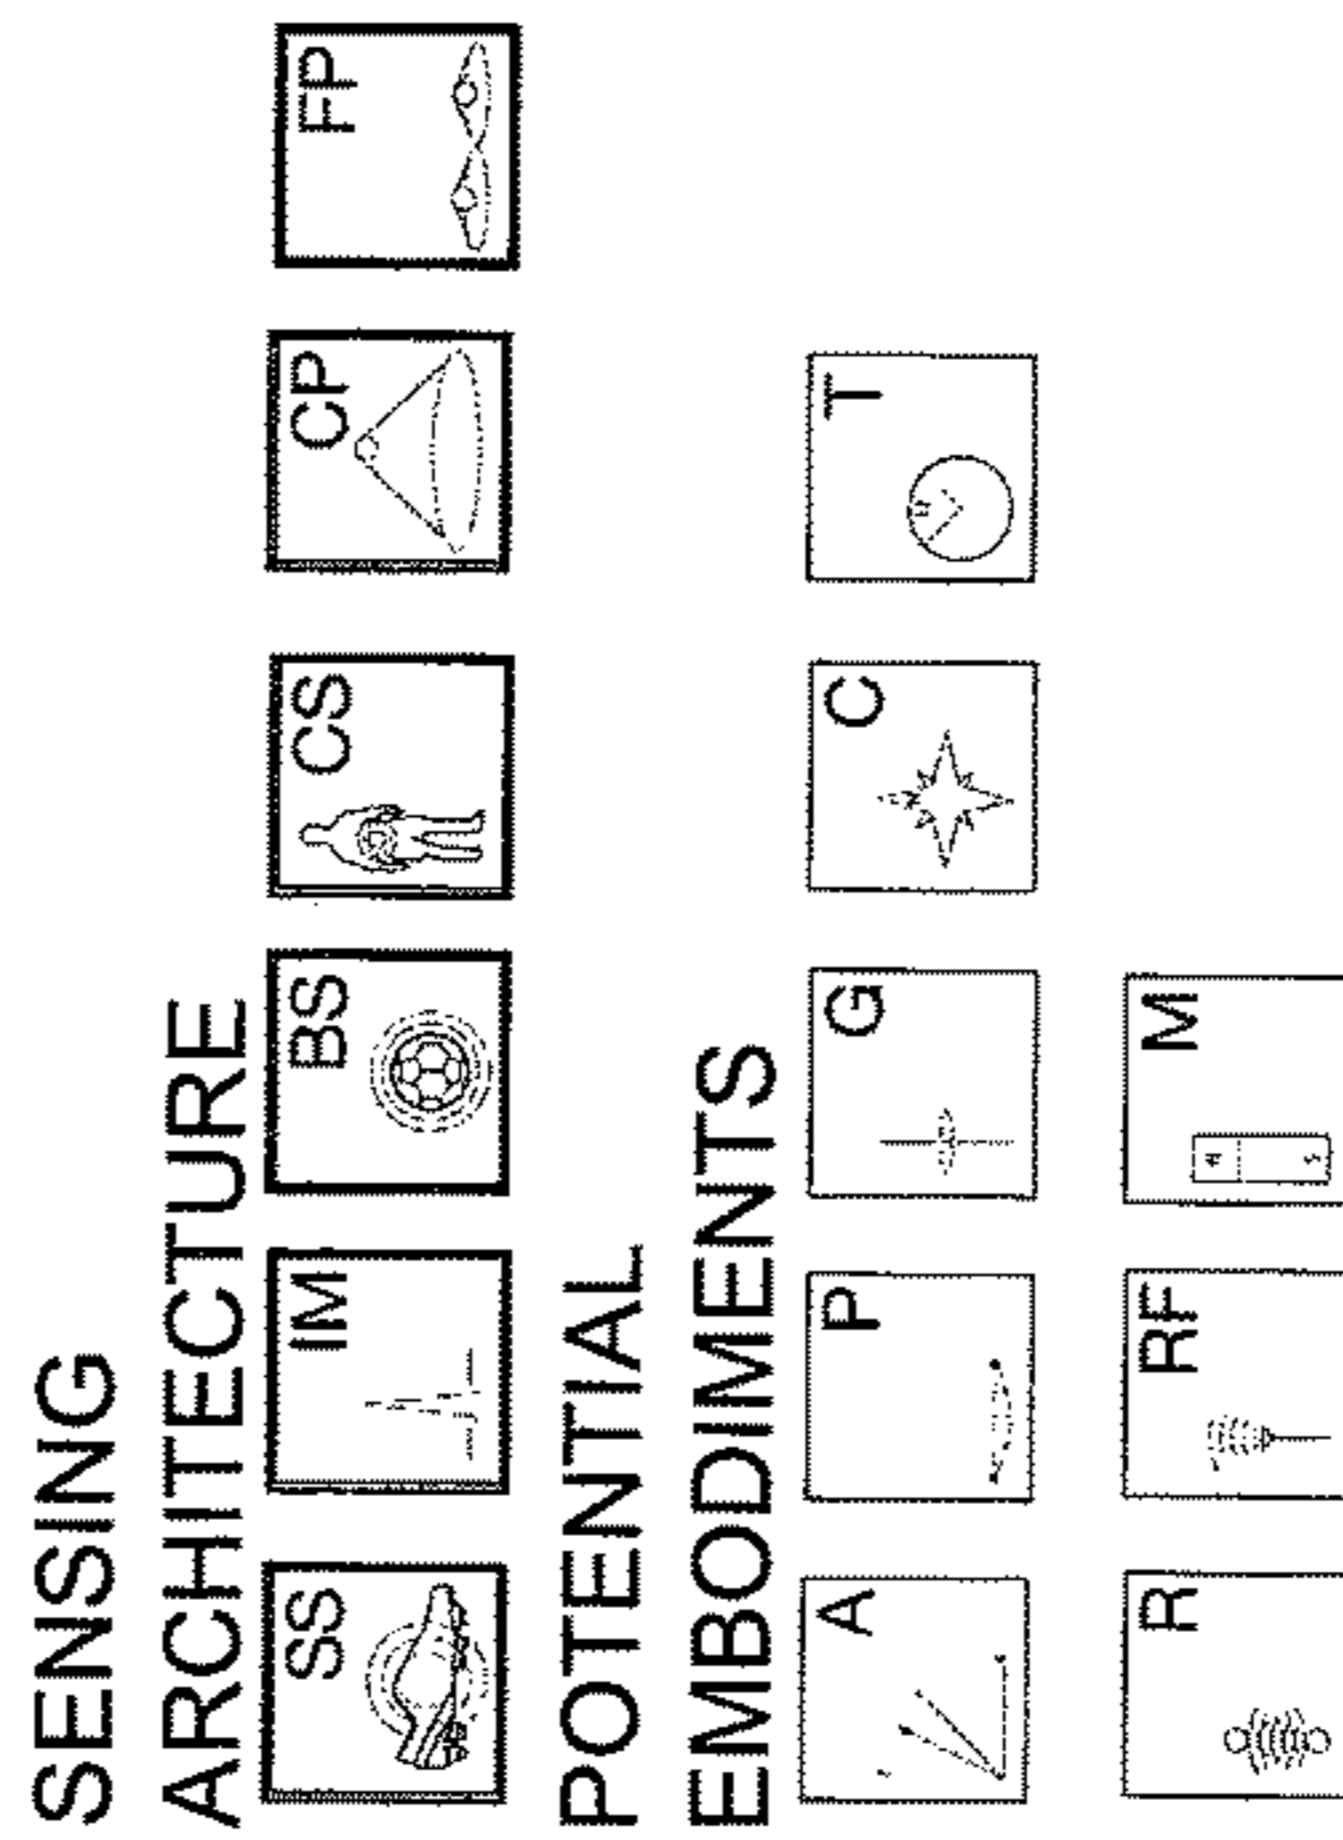 SENSING
ARCHITECTURE
SS IM BS CS CP FP
POTENTIAL
EMBODIMENTS
A P G C T
R RF M